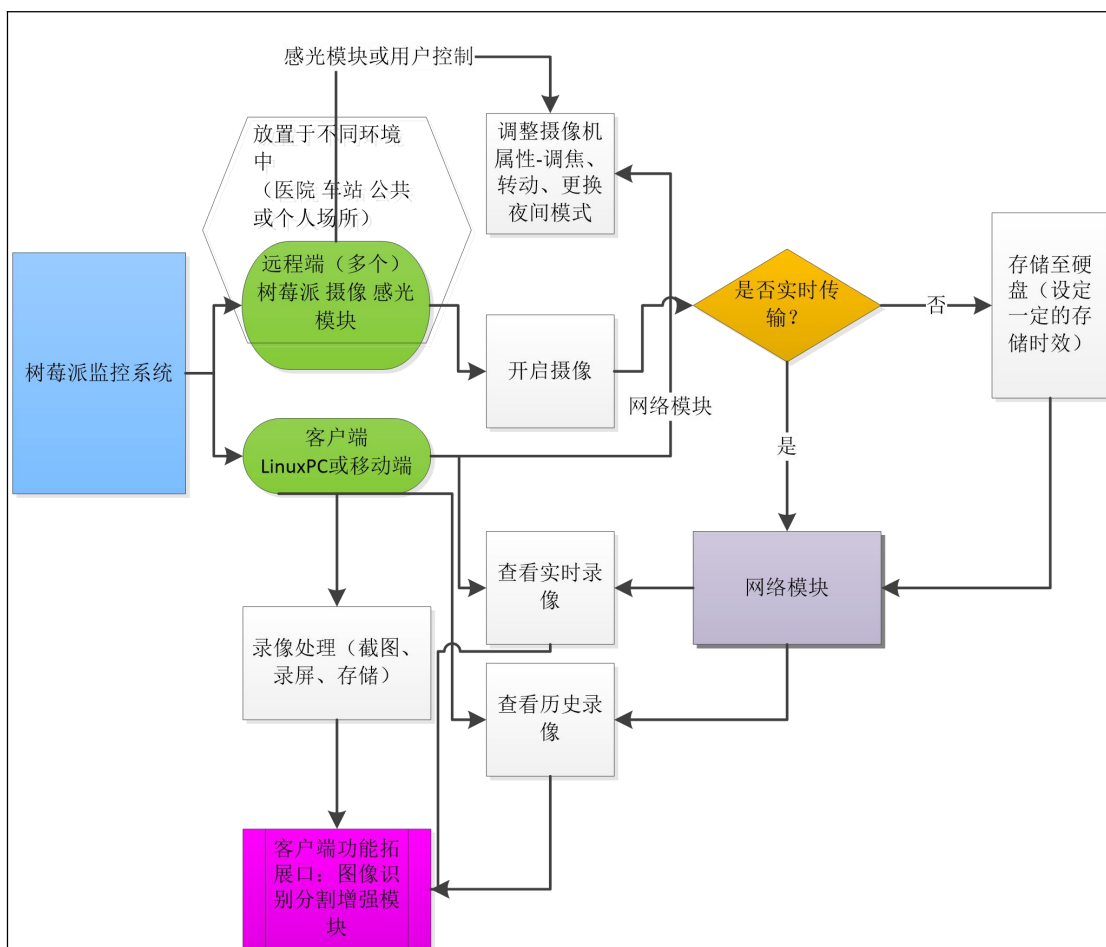 感光模块或用户控制
放置于不同环境
中
（医院 车站 公共
或个人场所）
调整摄像机
属性-调焦、
转动、更换
夜间模式
远程端（多个）
树莓派 摄像 感光
模块
是否实时传
输？
否
存储至硬
盘（设定
一定的存
储时效）
树莓派监控系统
开启摄像
网络模块
客户端
LinuxPC或移动端
是
查看实时录
像
网络模块
录像处理（截图、
录屏、存储）
查看历史录
像
客户端功能拓
展口：图像识
别分割增强模
块